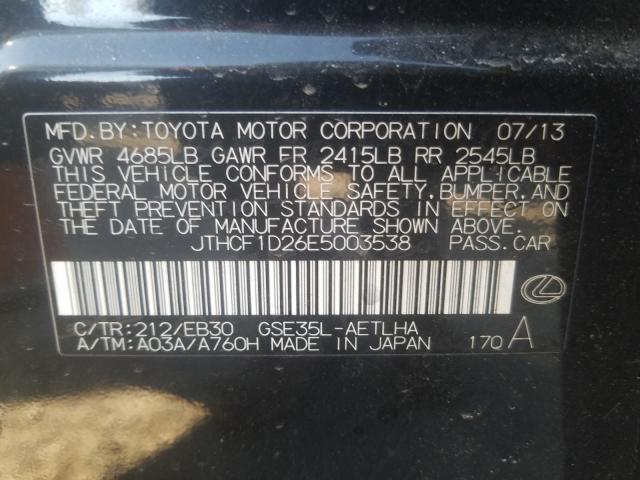 MFD. BY: TOYOTA MOTOR CORPORATION 07/13
GVWR 4685LB GAWR FR 2415LB RR 2545LB
THIS VEHICLE CONFORMS TO ALL APPLICABLE
FEDERAL MOTOR VEHICLE SAFETY, BUMPER, AND
THEFT PREVENTION STANDARDS IN EFFECT ON
THE DATE OF MANUFACTURE SHOWN ABOVE.
JTHCF1D26E5003538 PASS. CAR
C/TR: 212/EB30 GSE35L-AETLHA
A/TM: A03A/A760H MADE IN JAPAN 170 A